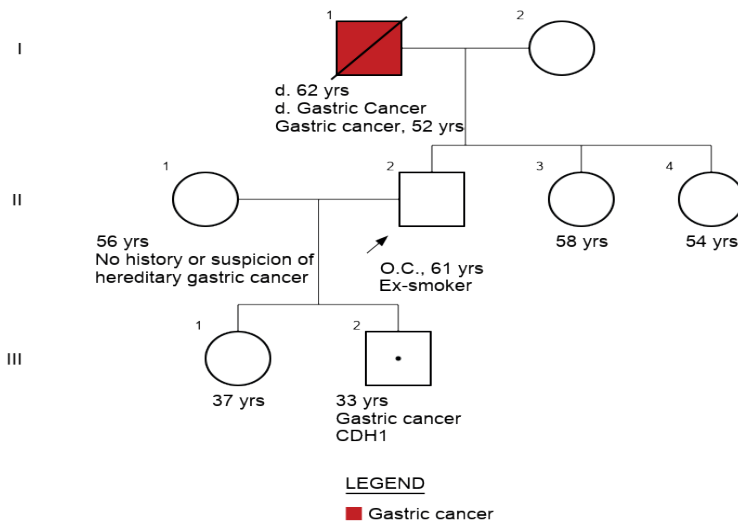 I
1
2
d. 62 yrs
d. Gastric Cancer
Gastric cancer, 52 yrs
II
1
2
3
4
56 yrs
No history or suspicion of
hereditary gastric cancer
O.C., 61 yrs
Ex-smoker
58 yrs
54 yrs
III
1
2
37 yrs
33 yrs
Gastric cancer
CDH1
LEGEND
Gastric cancer